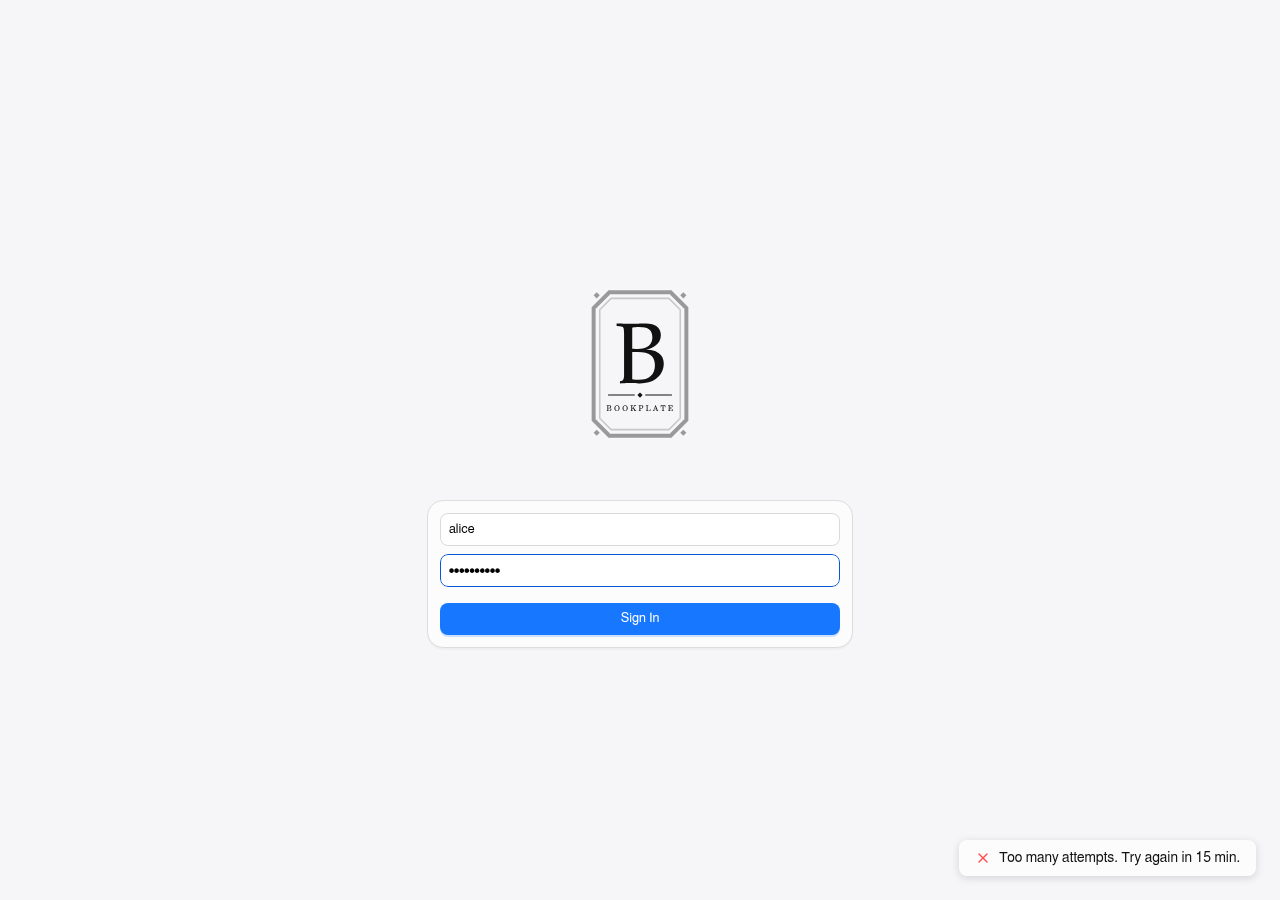 B
BOOKPLATE
alice
••••••••••
Sign In
Too many attempts. Try again in 15 min.